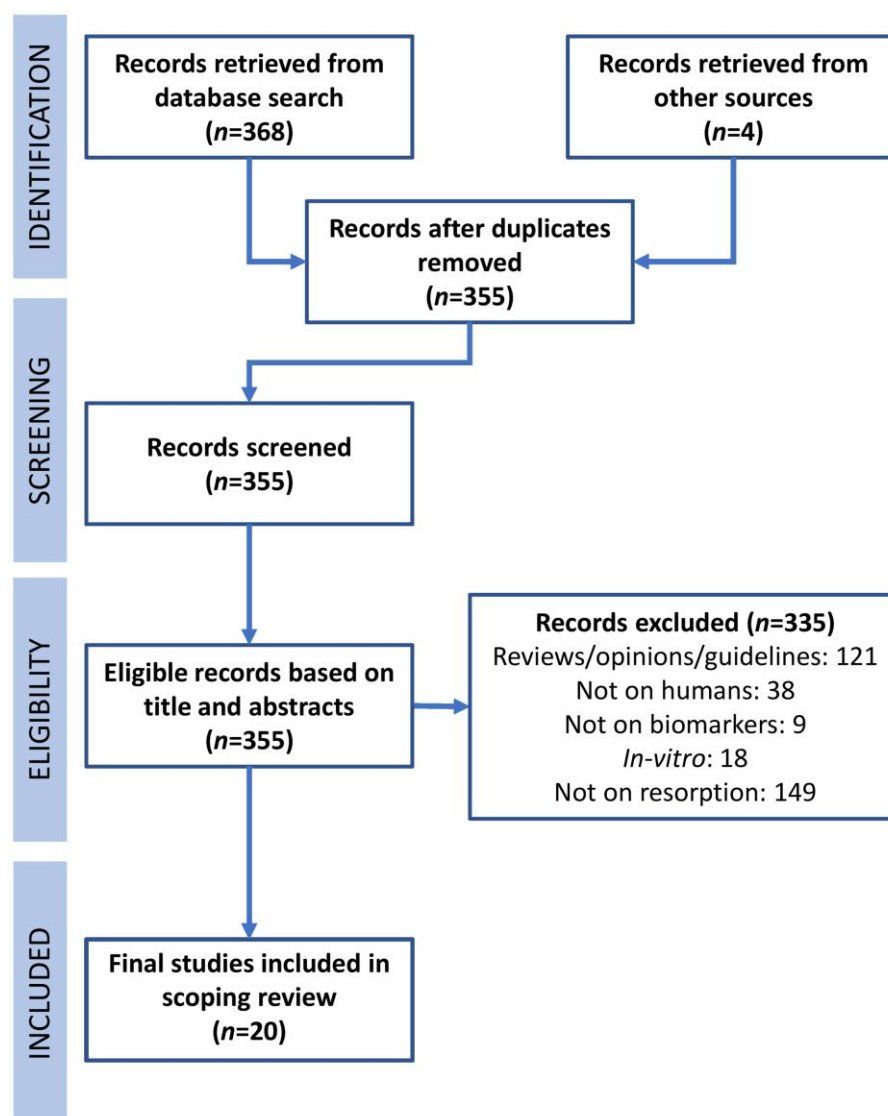 IDENTIFICATION
Records retrieved from
database search
(n=368)
Records retrieved from
other sources
(n=4)
Records after duplicates
removed
(n=355)
SCREENING
Records screened
(n=355)
ELIGIBILITY
Eligible records based on
title and abstracts
(n=355)
Records excluded (n=335)
Reviews/opinions/guidelines: 121
Not on humans: 38
Not on biomarkers: 9
In-vitro: 18
Not on resorption: 149
INCLUDED
Final studies included in
scoping review
(n=20)